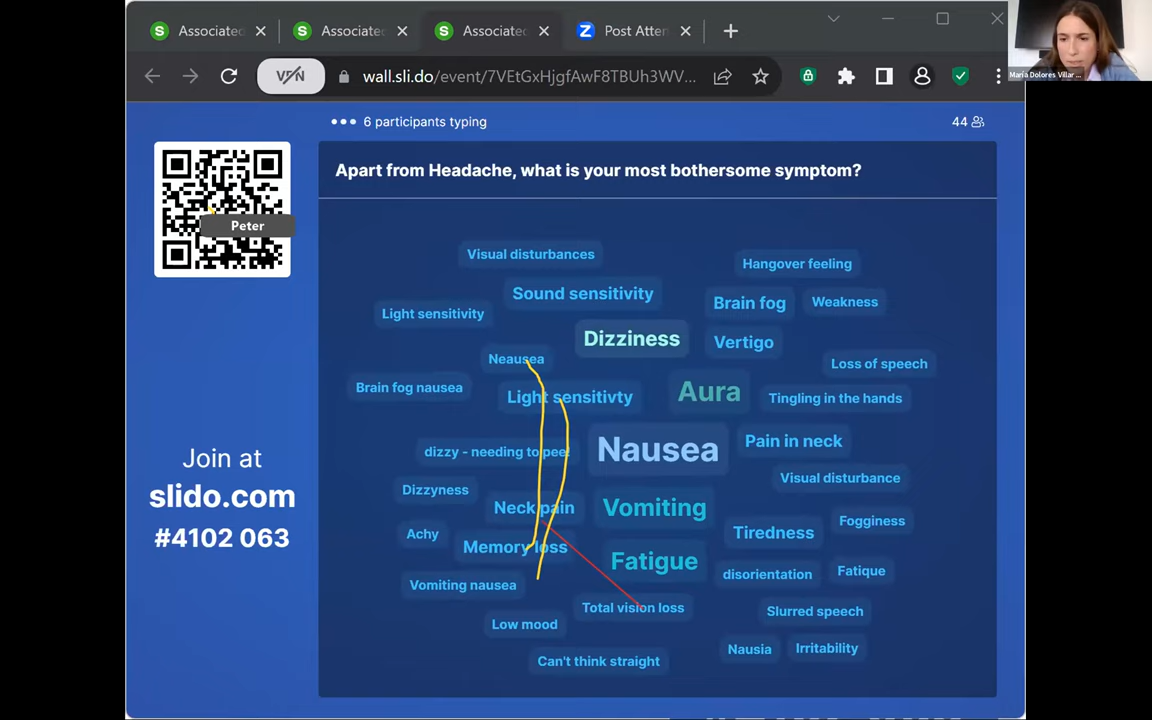 Associated
Associated
Associated
Post Atten
VPN
wall.sli.do/event/7VEtGxHjgfAwF8TBUh3WV...
María Dolores Villar ...
6 participants typing
44
Peter
Apart from Headache, what is your most bothersome symptom?
Visual disturbances
Hangover feeling
Sound sensitivity
Brain fog
Weakness
Light sensitivity
Dizziness
Vertigo
Neausea
Loss of speech
Brain fog nausea
Light sensitivty
Aura
Tingling in the hands
dizzy - needing to pee!
Nausea
Pain in neck
Visual disturbance
Dizzyness
Neck pain
Vomiting
Fogginess
Achy
Memory loss
Tiredness
Fatigue
disorientation
Fatique
Vomiting nausea
Total vision loss
Slurred speech
Low mood
Nausia
Irritability
Can't think straight
Join at
slido.com
#4102 063